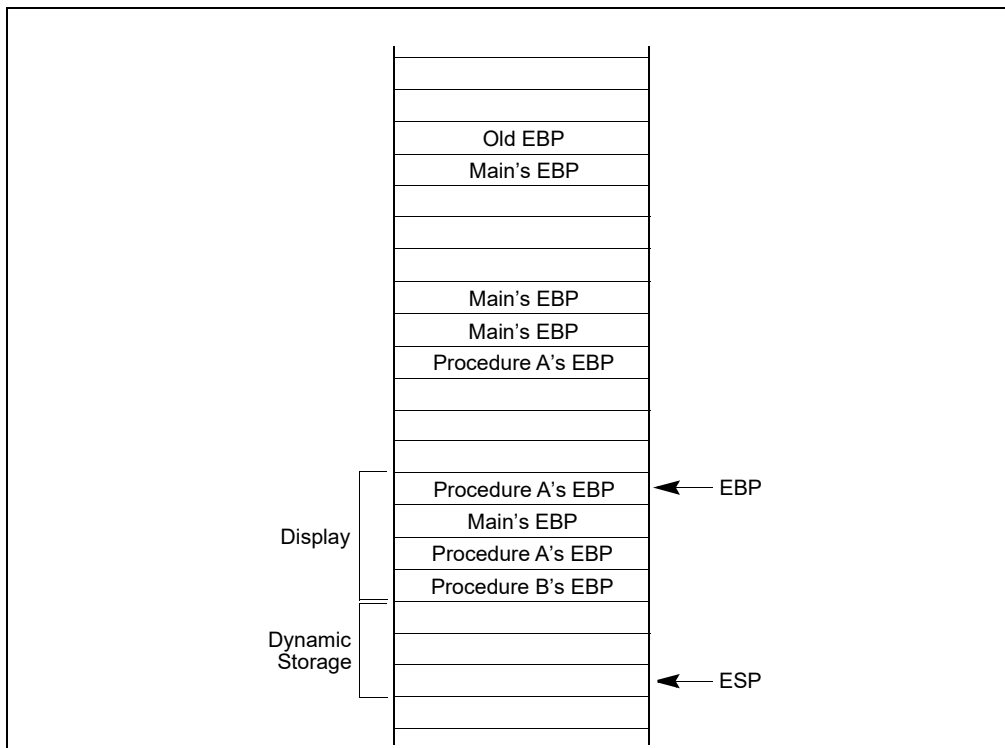 Old EBP
Main’s EBP
Main’s EBP
Main’s EBP
Procedure A’s EBP
Procedure A’s EBP
EBP
Main’s EBP
Display
Procedure A’s EBP
Procedure B’s EBP
Dynamic
Storage
ESP